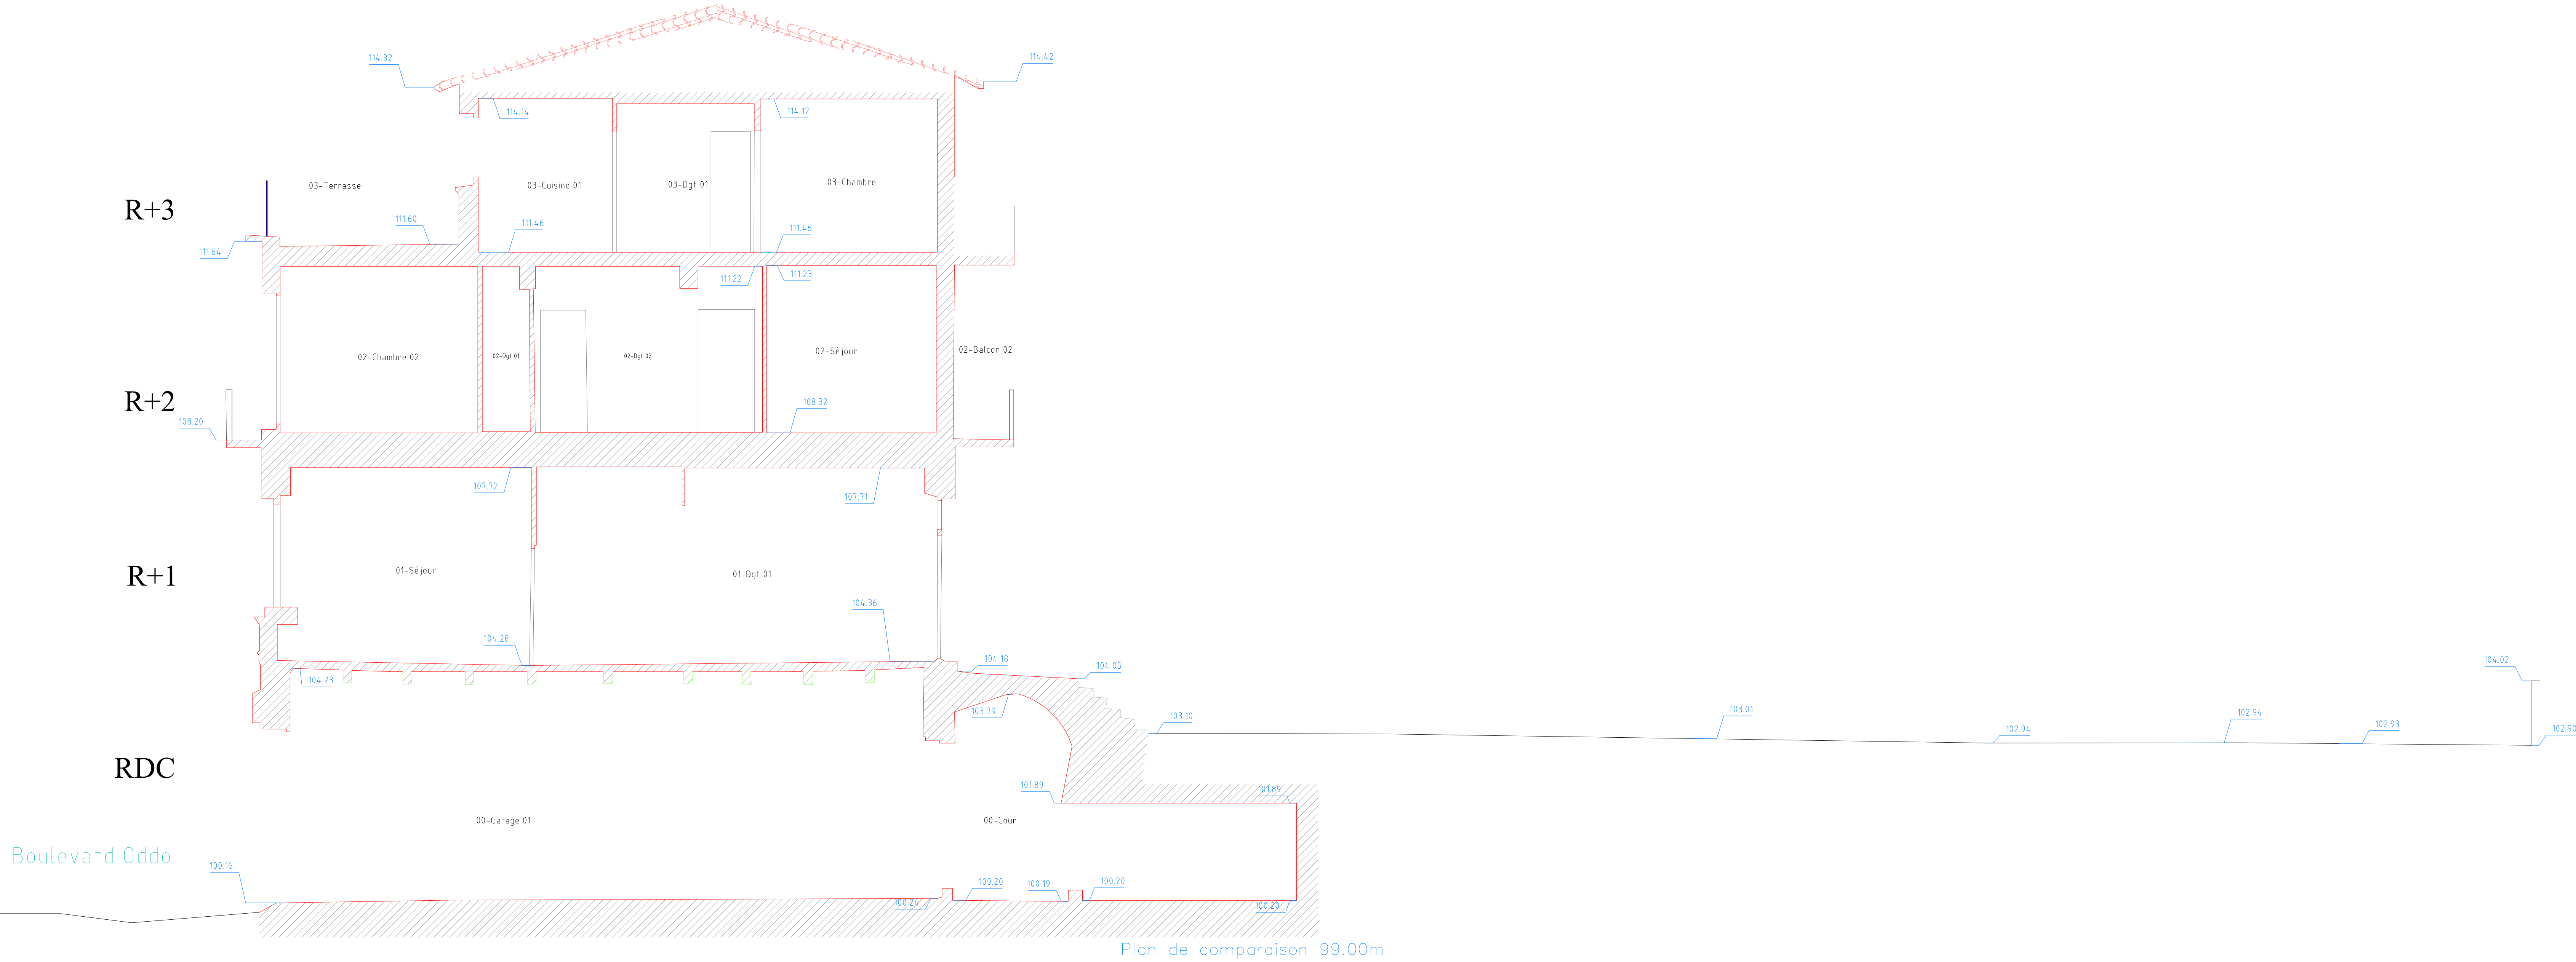 114.32
114.42
114.14
114.12
03-Terrasse
03-Cuisine 01
03-Dgt 01
03-Chambre
R+3
111.60
111.46
111.46
111.64
111.22
111.23
02-Chambre 02
02-Dgt 01
02-Dgt 02
02-Séjour
02-Balcon 02
R+2
108.32
108.20
107.72
107.71
R+1
01-Séjour
01-Dgt 01
104.36
104.28
104.18
104.05
104.02
104.23
103.79
103.10
103.01
102.94
102.94
102.93
102.90
RDC
101.89
101.89
00-Garage 01
00-Cour
Boulevard Oddo
100.16
100.20
100.19
100.20
100.24
100.20
Plan de comparaison 99.00m